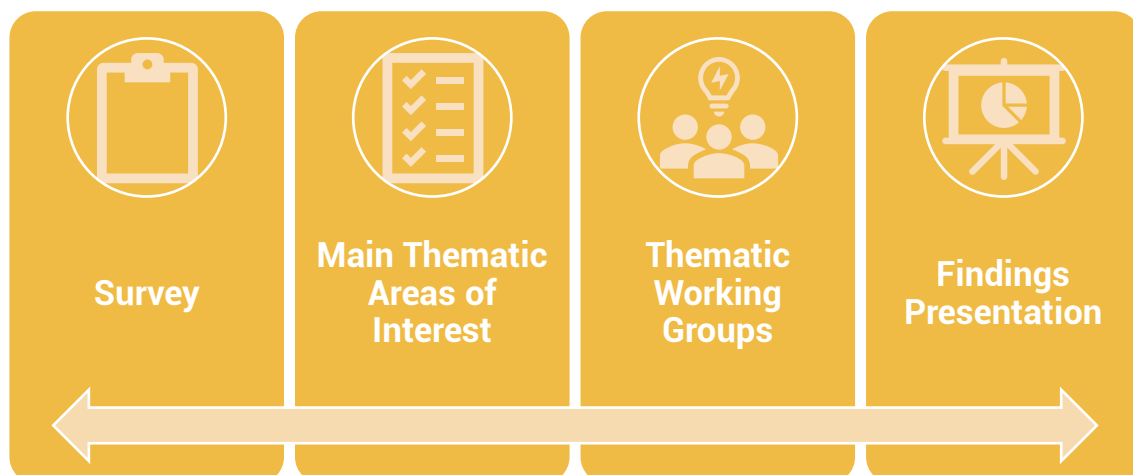 Survey
Main Thematic
Areas of
Interest
Thematic
Working
Groups
Findings
Presentation